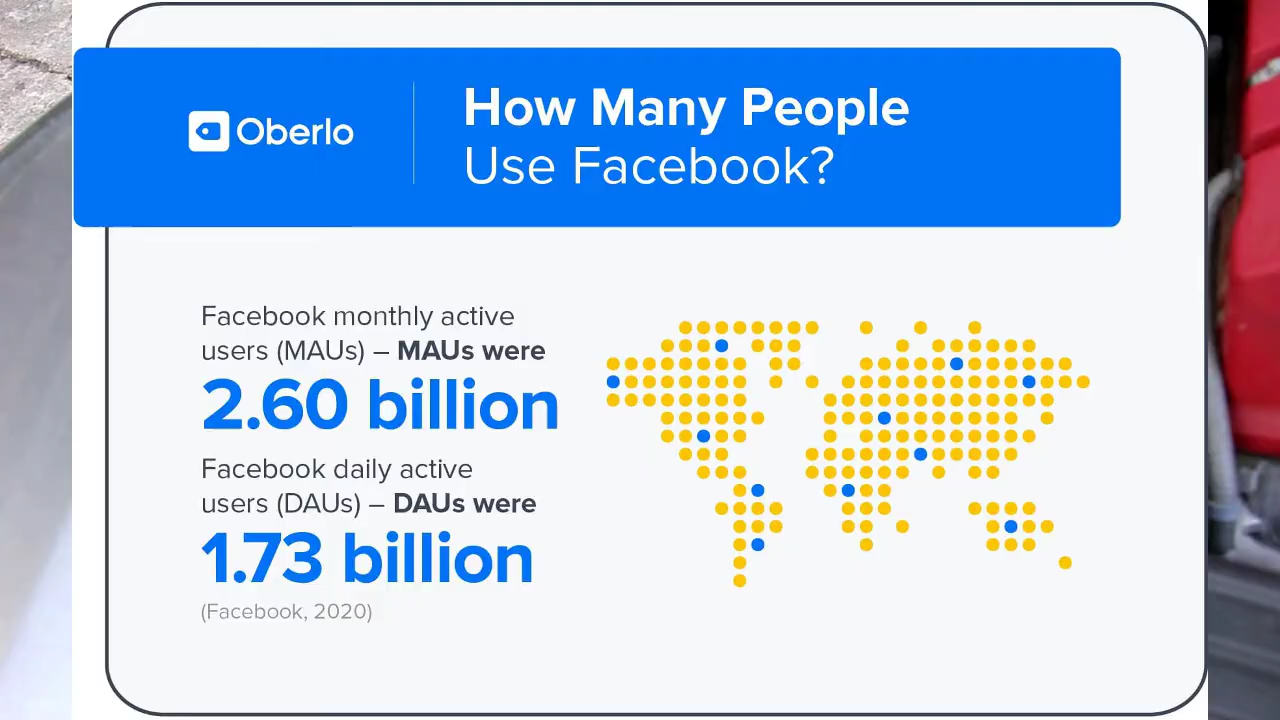 Oberlo
How Many People
Use Facebook?
Facebook monthly active
users (MAUs) – MAUs were
2.60 billion
Facebook daily active
users (DAUs) – DAUs were
1.73 billion
(Facebook, 2020)